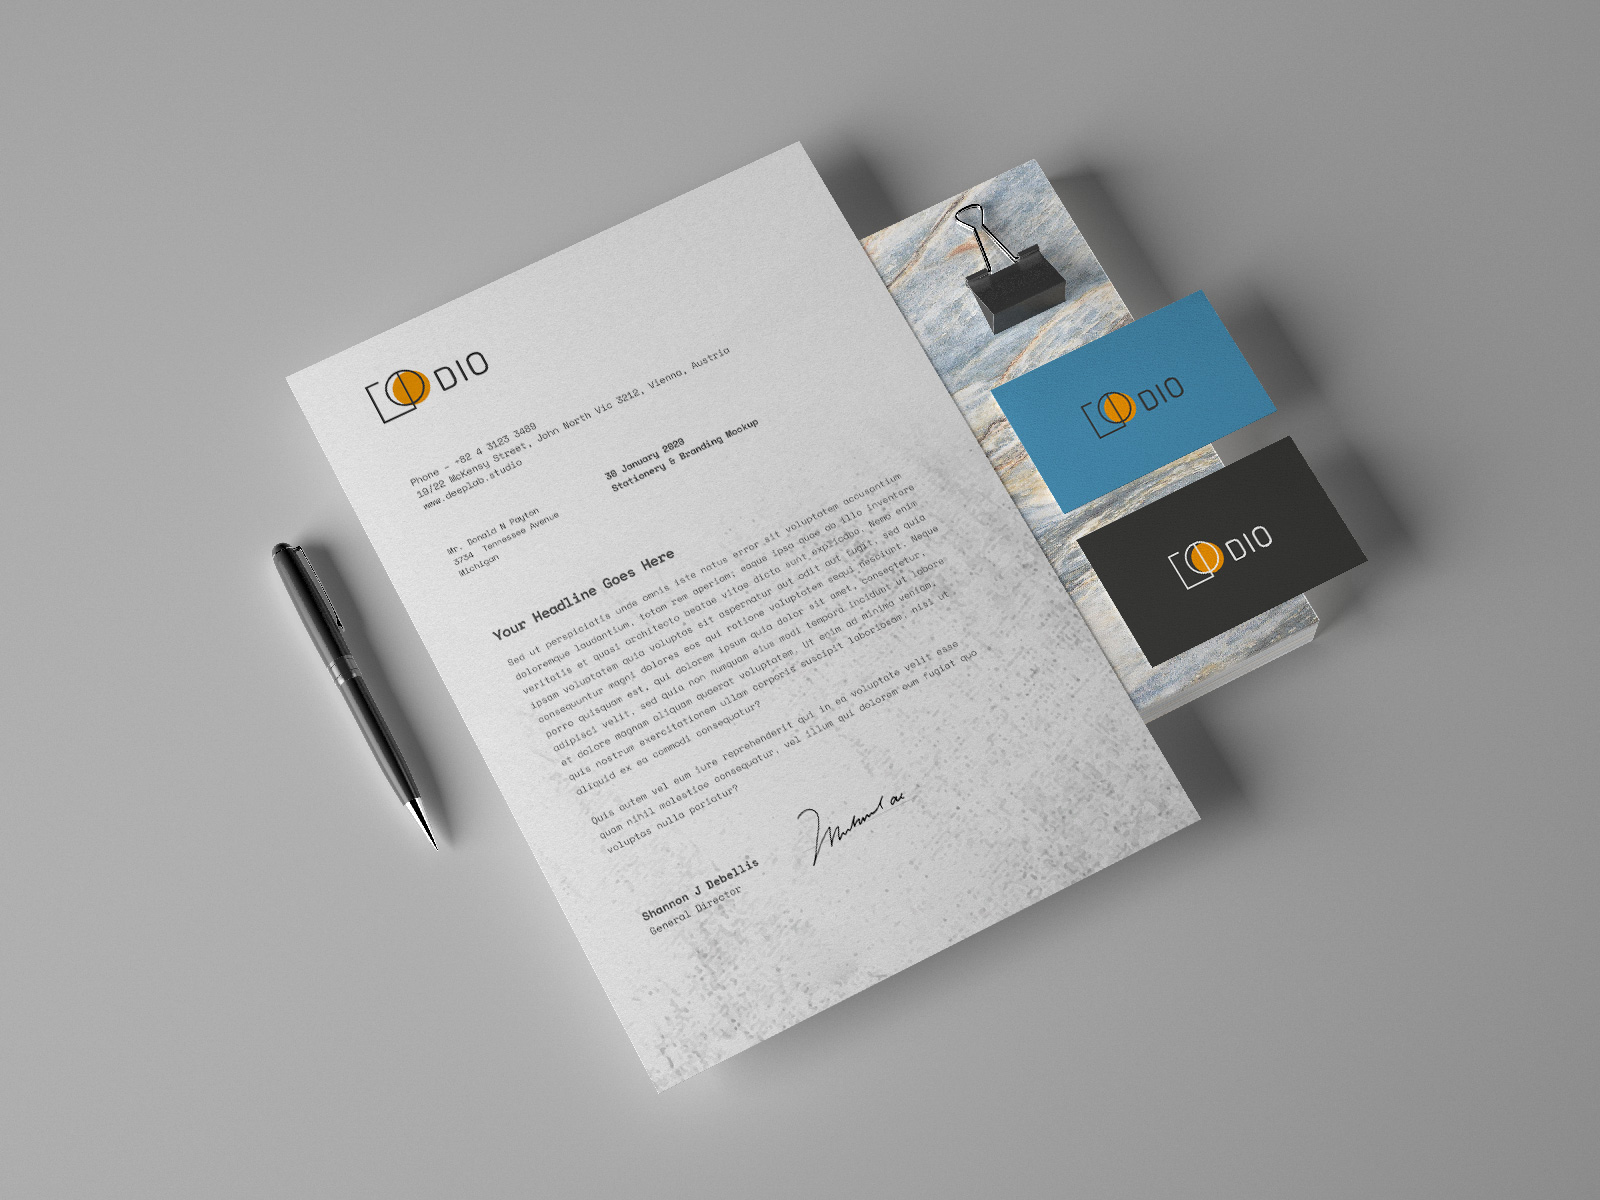 DIO
Phone - +82 4 3123 3489
19/22 McKensy Street, John North Vic 3212, Vienna, Austria
www.deeplab.studio
30 January 2020
Stationery & Branding Mockup
Mr. Donald N Payton
3734 Tennessee Avenue
Michigan
Your Headline Goes Here
Sed ut perspiciatis unde omnis iste natus error sit voluptatem accusantium
doloremque laudantium, totam rem aperiam; eaque ipsa quae ab illo inventore
veritatis et quasi architecto beatae vitae dicta sunt explicabo. Nemo enim
ipsam voluptatem quia voluptas sit aspernatur aut odit aut fugit, sed quia
consequuntur magni dolores eos qui ratione voluptatem sequi nesciunt. Neque
porro quisquam est, qui dolorem ipsum quia dolor sit amet, consectetur,
adipisci velit, sed quia non numquam eius modi tempora incidunt ut labore
et dolore magnam aliquam quaerat voluptatem. Ut enim ad minima veniam,
quis nostrum exercitationem ullam corporis suscipit laboriosam, nisi ut
aliquid ex ea commodi consequatur?
Quis autem vel eum iure reprehenderit qui in ea voluptate velit esse
quam nihil molestiae consequatur, vel illum qui dolorem eum fugiat quo
voluptas nulla pariatur?
Shannon J Debellis
General Director
DIO
DIO